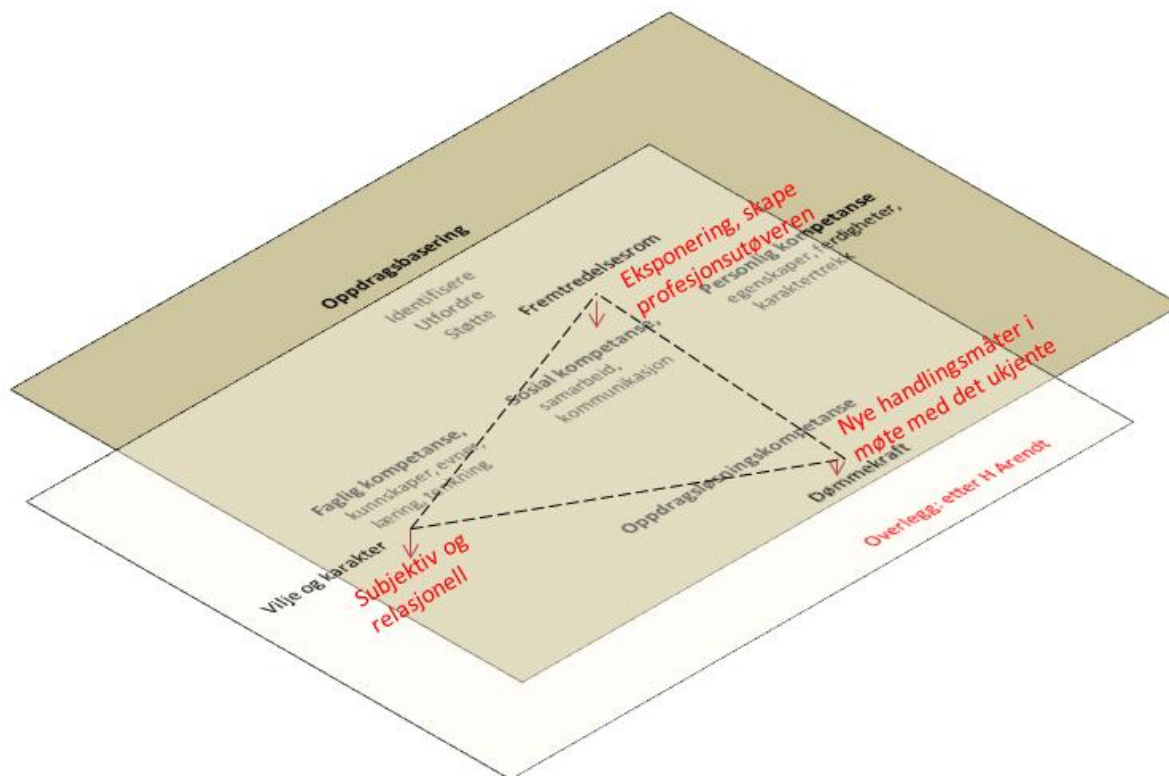 Oppdragsbasering
Identifisere
Utfordre
Støtte
Fremtredelsesrom
Eksponering, skape
profesjonsutøveren
Personlig kompetanse
egenskaper, ferdigheter,
karaktertrekk
Sosial kompetanse,
samarbeid,
kommunikasjon
Nye handlingsmåter i
møte med det ukjente
Faglig kompetanse,
kunnskaper, evner,
læring, tenkning
Oppdragsløsningskompetanse
Dømmekraft
Overlegg; etter H Arendt
Vilje og karakter
Subjektiv og
relasjonell